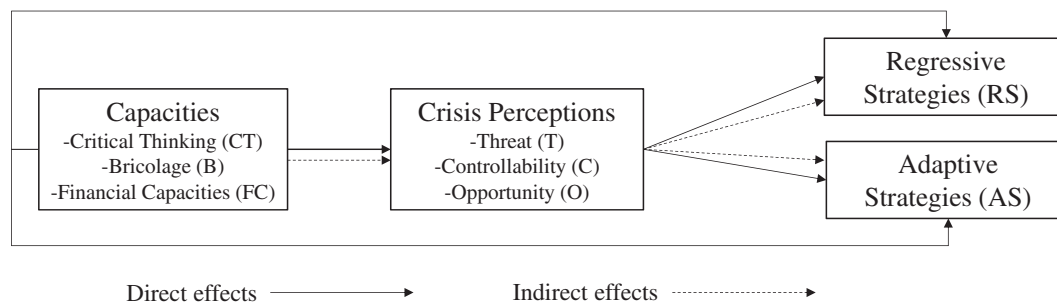 Capacities
-Critical Thinking (CT)
-Bricolage (B)
-Financial Capacities (FC)
Crisis Perceptions
-Threat (T)
-Controllability (C)
-Opportunity (O)
Regressive
Strategies (RS)
Adaptive
Strategies (AS)
Direct effects
Indirect effects